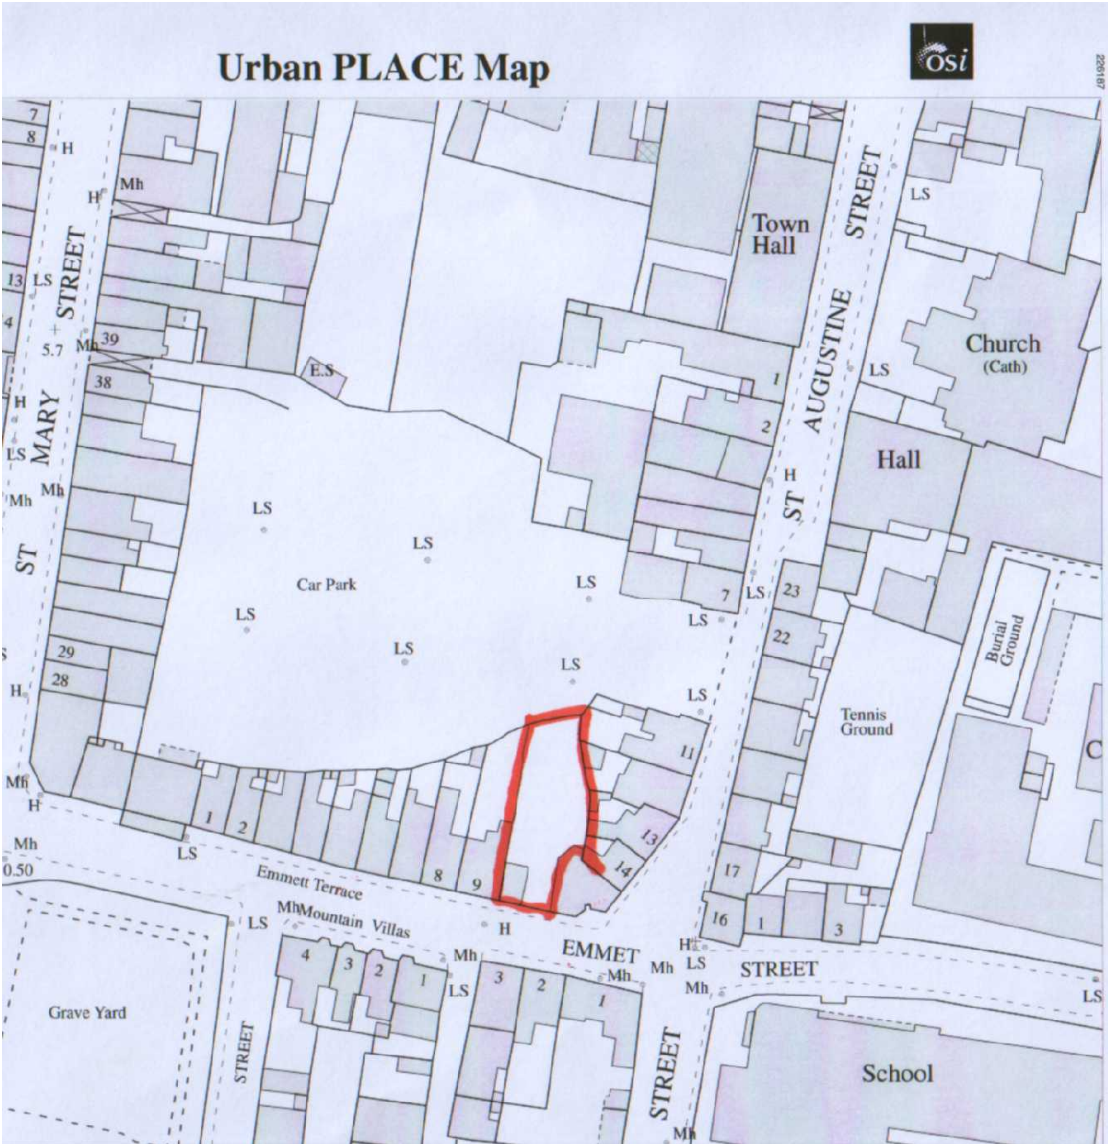 Urban PLACE Map
osi
226187
7
8
H
Mh
H
STREET
LS
Town
Hall
13
LS
STREET
4
39
Mh
5.7
Church
(Cath)
E.S
1
LS
38
H
AUGUSTINE
2
MARY
LS
Hall
H
Mh
Mh
ST
LS
LS
ST
Car Park
LS
7
LS
23
LS
LS
LS
22
Burial
Ground
29
28
LS
H
LS
Tennis
Ground
11
C
Mh
H
1
2
13
Mh
LS
14
0.50
8
9
17
Emmett Terrace
Mh
Mountain Villas
LS
H
16
1
3
EMMET
H
LS
STREET
4
3
2
1
Mh
LS
3
2
1
Mh
Mh
Mh
LS
Grave Yard
STREET
STREET
School
Mh